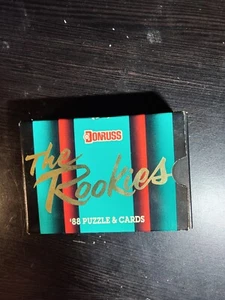 DONRUSS
The
Rookies
'88 PUZZLE & CARDS